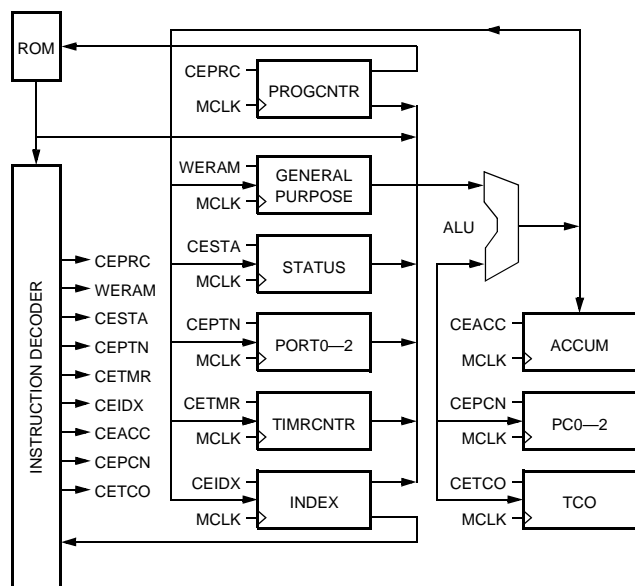 ROM
CEPRC
MCLK
PROGCNTR
WERAM
MCLK
GENERAL
PURPOSE
ALU
CESTA
MCLK
STATUS
CEPTN
MCLK
PORT0—2
CETMR
MCLK
TIMRCNTR
CEIDX
MCLK
INDEX
CEACC
MCLK
ACCUM
CEPCN
MCLK
PC0—2
CETCO
MCLK
TCO
INSTRUCTION DECODER
CEPRC
WERAM
CESTA
CEPTN
CETMR
CEIDX
CEACC
CEPCN
CETCO